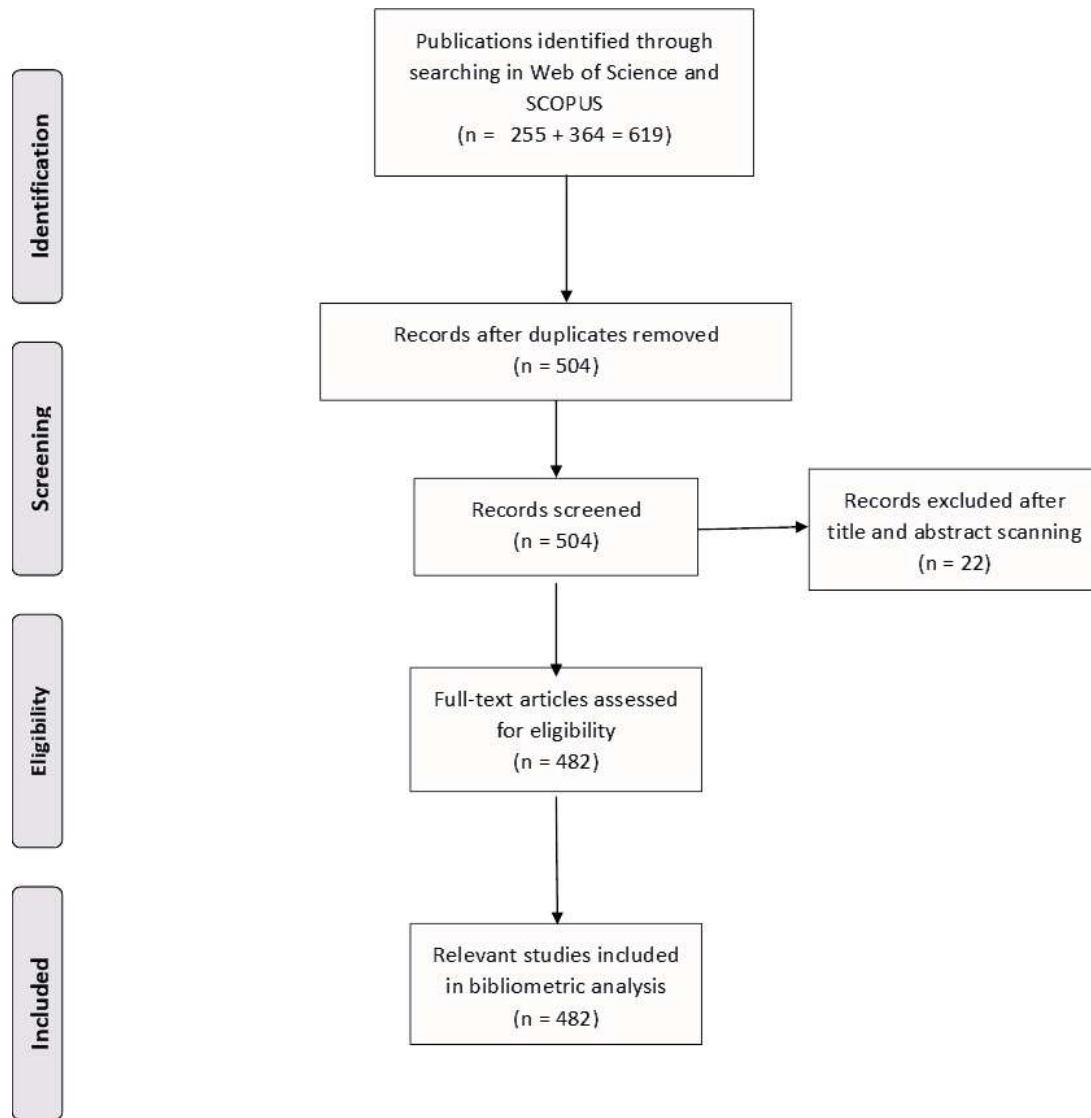 Identification
Publications identified through
searching in Web of Science and
SCOPUS
(n = 255 + 364 = 619)
Screening
Records after duplicates removed
(n = 504)
Records screened
(n = 504)
Records excluded after
title and abstract scanning
(n = 22)
Eligibility
Full-text articles assessed
for eligibility
(n = 482)
Included
Relevant studies included
in bibliometric analysis
(n = 482)